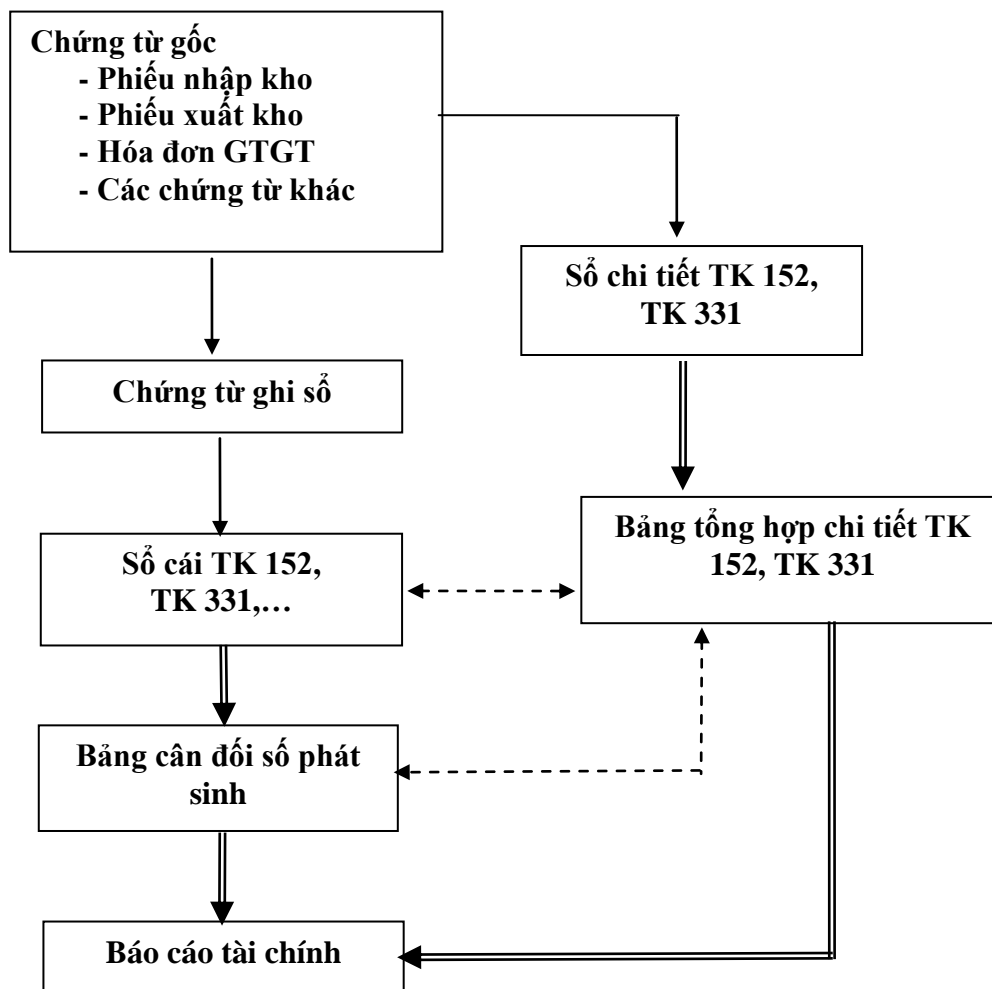 Chứng từ gốc
- Phiếu nhập kho
- Phiếu xuất kho
- Hóa đơn GTGT
- Các chứng từ khác
Sổ chi tiết TK 152,
TK 331
Chứng từ ghi sổ
Bảng tổng hợp chi tiết TK
152, TK 331
Sổ cái TK 152,
TK 331,…
Bảng cân đối số phát
sinh
Báo cáo tài chính